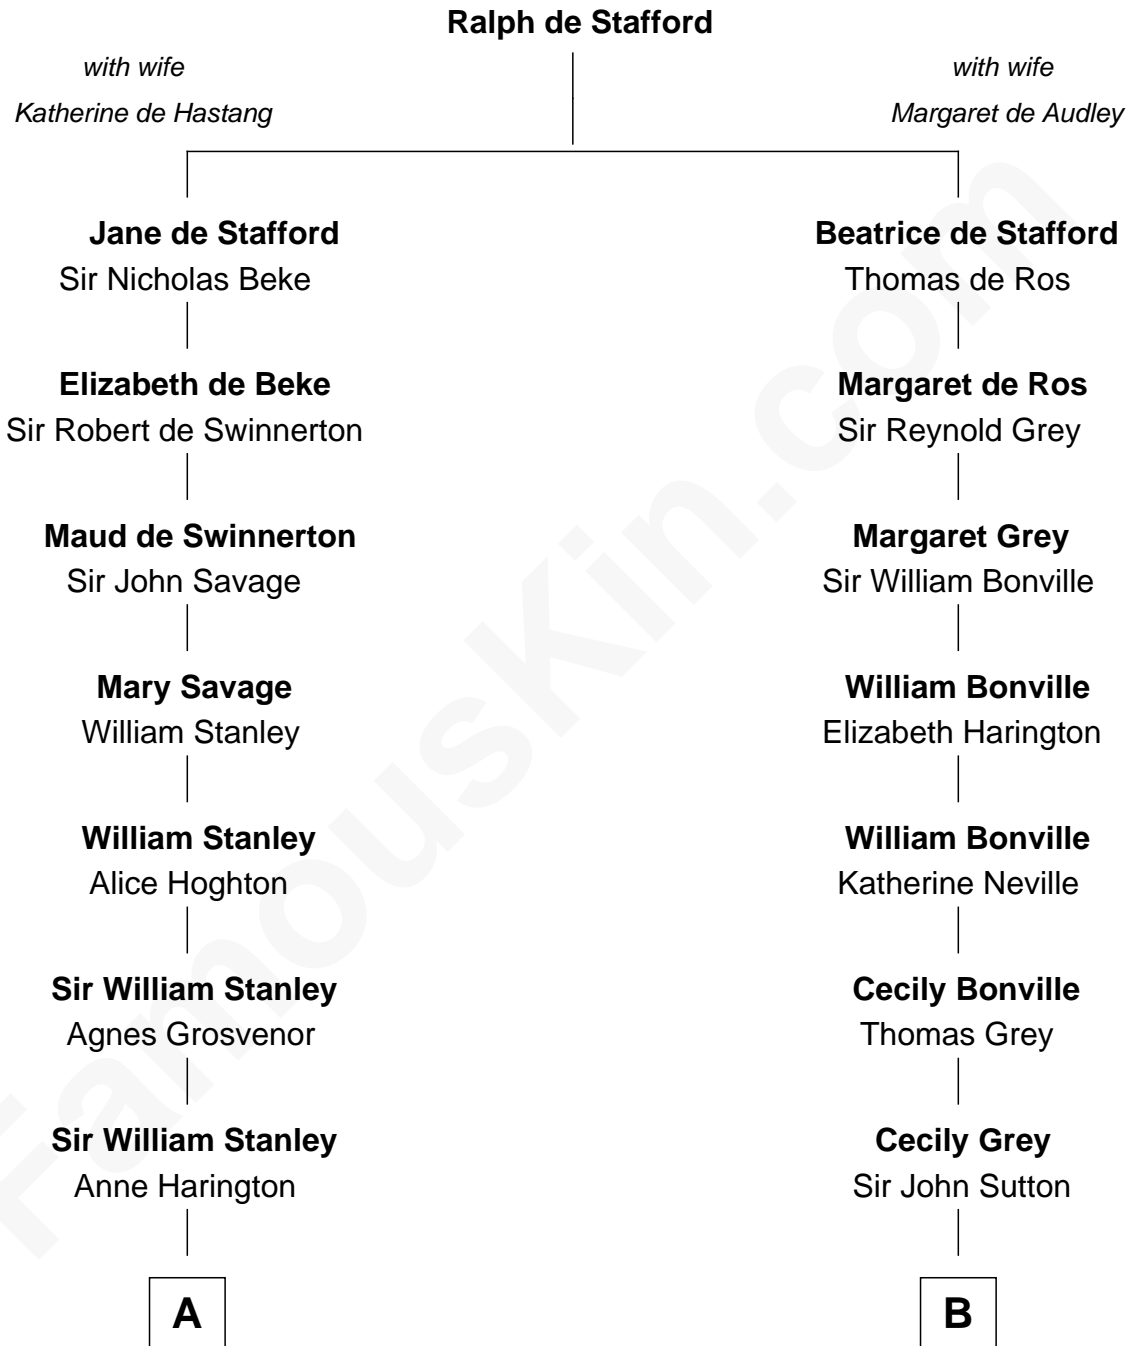 Ralph de Stafford
with wife
Katherine de Hastang
with wife
Margaret de Audley
Jane de Stafford
Sir Nicholas Beke
Beatrice de Stafford
Thomas de Ros
Elizabeth de Beke
Sir Robert de Swinnerton
Margaret de Ros
Sir Reynold Grey
Maud de Swinnerton
Sir John Savage
Margaret Grey
Sir William Bonville
Mary Savage
William Stanley
William Bonville
Elizabeth Harington
William Stanley
Alice Hoghton
William Bonville
Katherine Neville
Sir William Stanley
Agnes Grosvenor
Cecily Bonville
Thomas Grey
Sir William Stanley
Anne Harington
Cecily Grey
Sir John Sutton
A
B
FamousKin.com